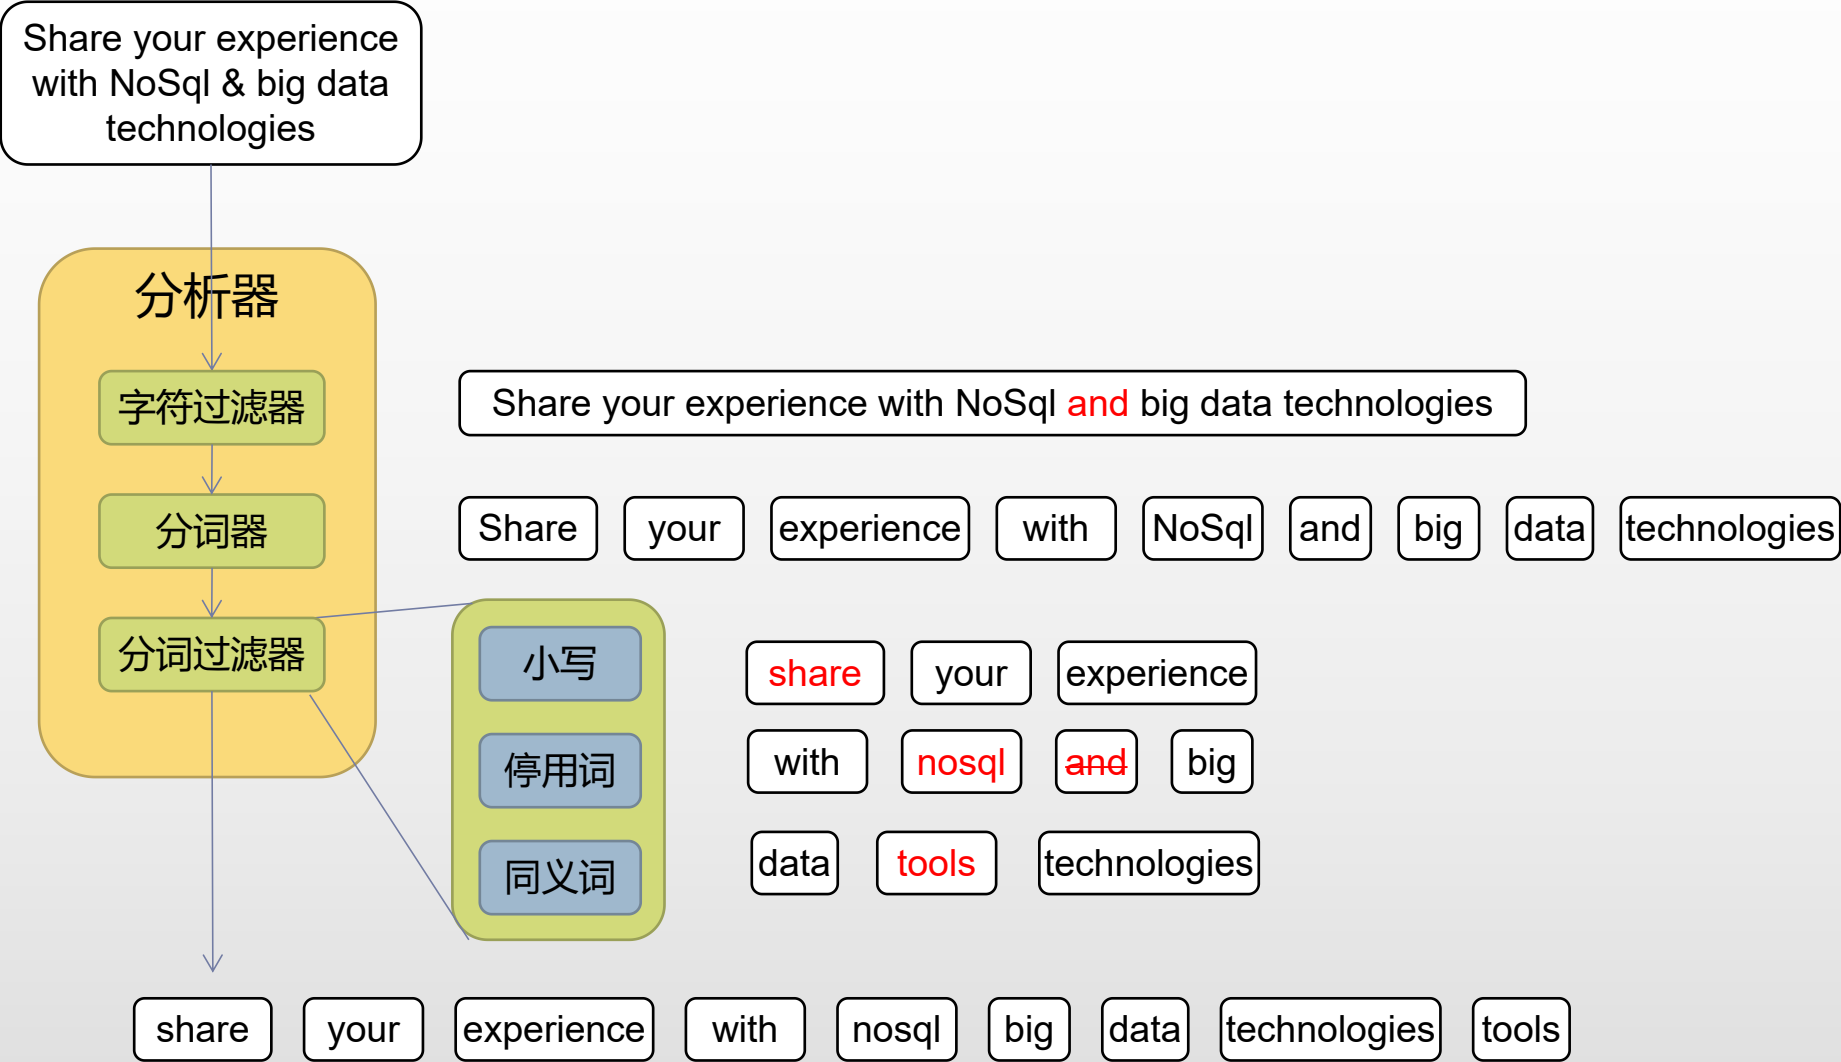 Share your experience
with NoSql & big data
technologies
分析器
字符过滤器
Share your experience with NoSql and big data technologies
分词器
Share your experience with NoSql and big data technologies
分词过滤器
小写
share your experience
停用词
with nosql and big
同义词
data tools technologies
share your experience with nosql big data technologies tools